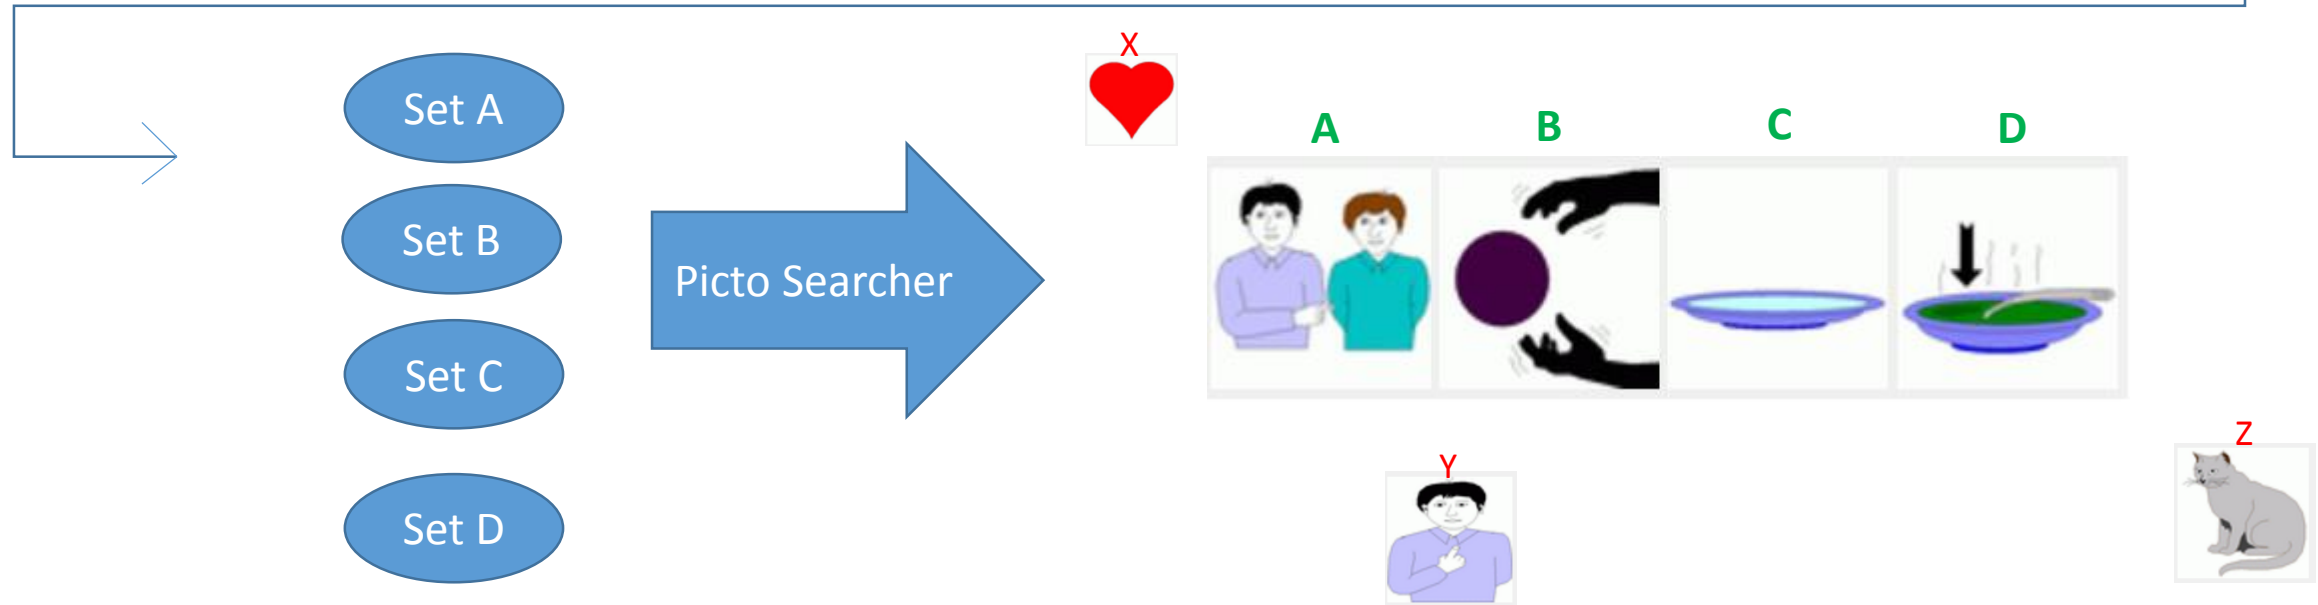 Set A
Set B
Set C
Set D
Picto Searcher
X
A B C D
Y
Z